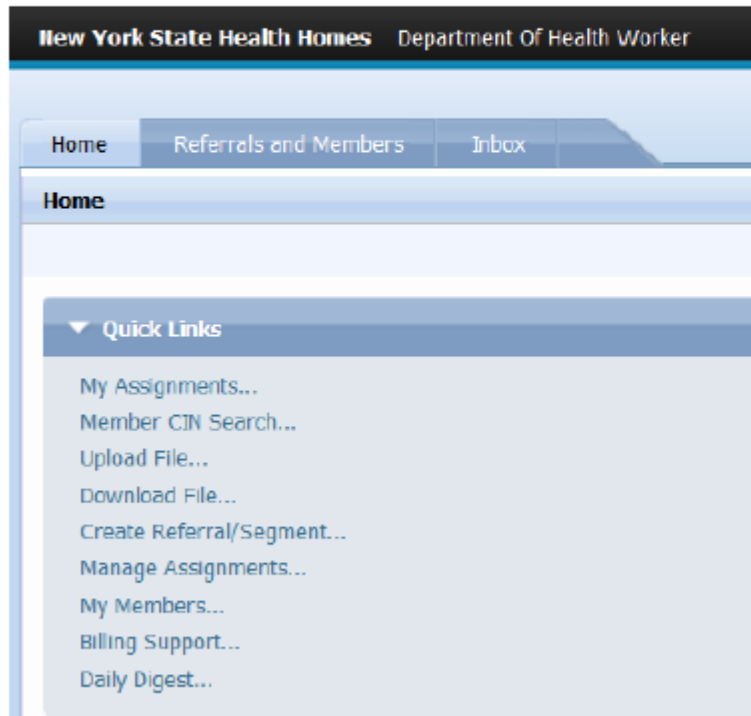 New York State Health Homes Department Of Health Worker
Home Referrals and Members Inbox
Home
Quick Links
My Assignments...
Member CIN Search...
Upload File...
Download File...
Create Referral/Segment...
Manage Assignments...
My Members...
Billing Support...
Daily Digest...